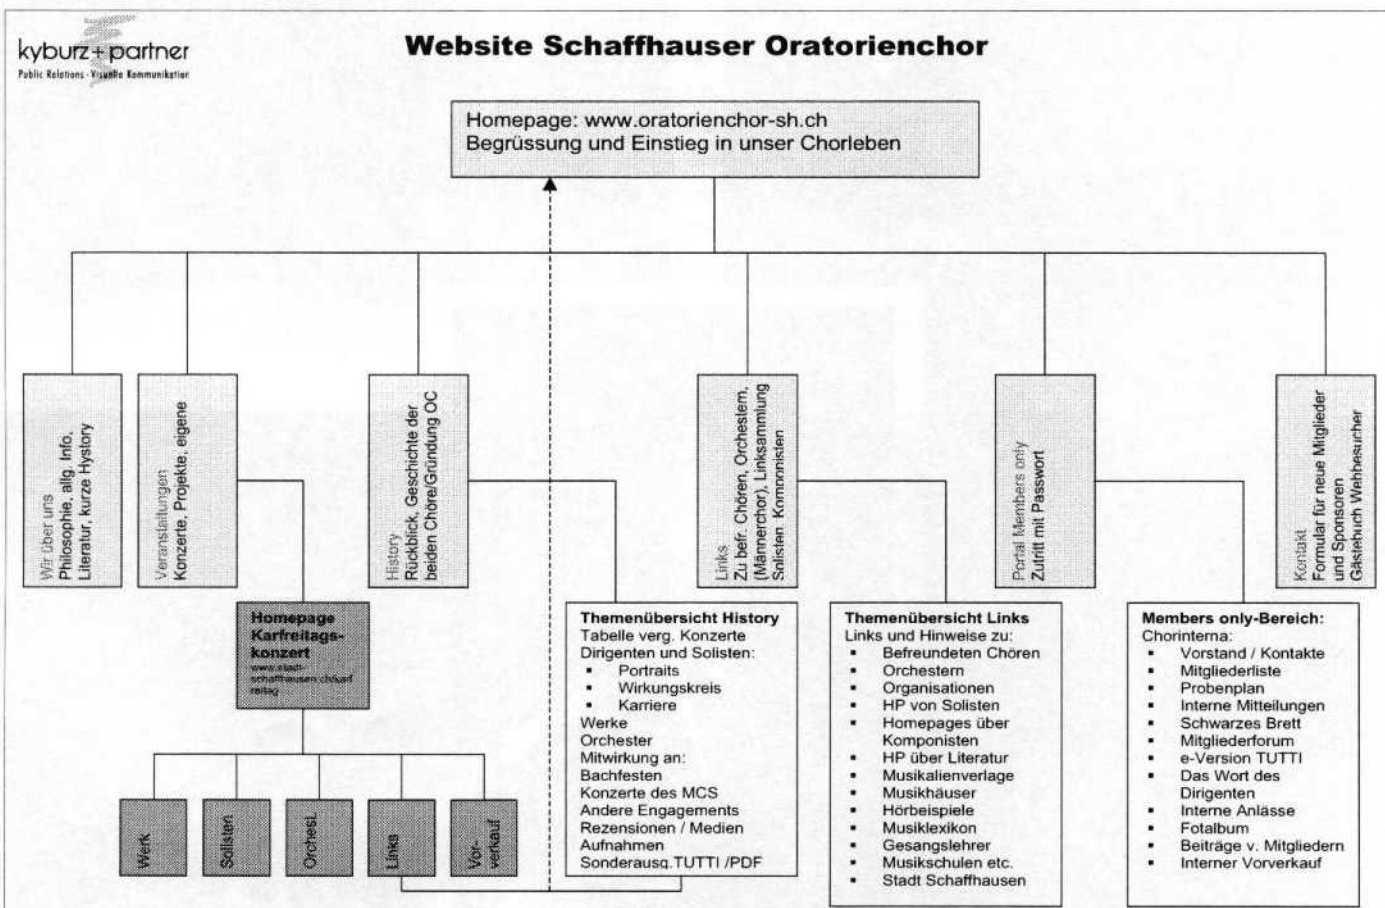 kyburz+partner
Public Relations · Visuelle Kommunikation
Website Schaffhauser Oratorienchor
Homepage: www.oratorienchor-sh.ch
Begrüssung und Einstieg in unser Chorleben
Wir über uns
Philosophie, allg. Info,
Literatur, kurze Hystory
Veranstaltungen
Konzerte, Projekte, eigene
History
Rückblick, Geschichte der
beiden Chöre/Gründung OC
Links
Zu befr. Chören, Orchestern,
(Männerchor), Linksammlung
Solisten, Komponisten
Portal Members only
Zutritt mit Passwort
Kontakt
Formular für neue Mitglieder
und Sponsoren
Gästebuch Webbesucher
Homepage
Karfreitags-
konzert
www.stadt-
schaffhausen.ch/karf
reitag
Werk
Solisten
Orchest.
Links
Vor-
verkauf
Themenübersicht History
Tabelle verg. Konzerte
Dirigenten und Solisten:
▪ Portraits
▪ Wirkungskreis
▪ Karriere
Werke
Orchester
Mitwirkung an:
Bachfesten
Konzerte des MCS
Andere Engagements
Rezensionen / Medien
Aufnahmen
Sonderausg.TUTTI /PDF
Themenübersicht Links
Links und Hinweise zu:
▪ Befreundeten Chören
▪ Orchestern
▪ Organisationen
▪ HP von Solisten
▪ Homepages über
Komponisten
▪ HP über Literatur
▪ Musikalienverlage
▪ Musikhäuser
▪ Hörbeispiele
▪ Musiklexikon
▪ Gesangslehrer
▪ Musikschulen etc.
▪ Stadt Schaffhausen
Members only-Bereich:
Chorinterna:
▪ Vorstand / Kontakte
▪ Mitgliederliste
▪ Probenplan
▪ Interne Mitteilungen
▪ Schwarzes Brett
▪ Mitgliederforum
▪ e-Version TUTTI
▪ Das Wort des
Dirigenten
▪ Interne Anlässe
▪ Fotalbum
▪ Beiträge v. Mitgliedern
▪ Interner Vorverkauf